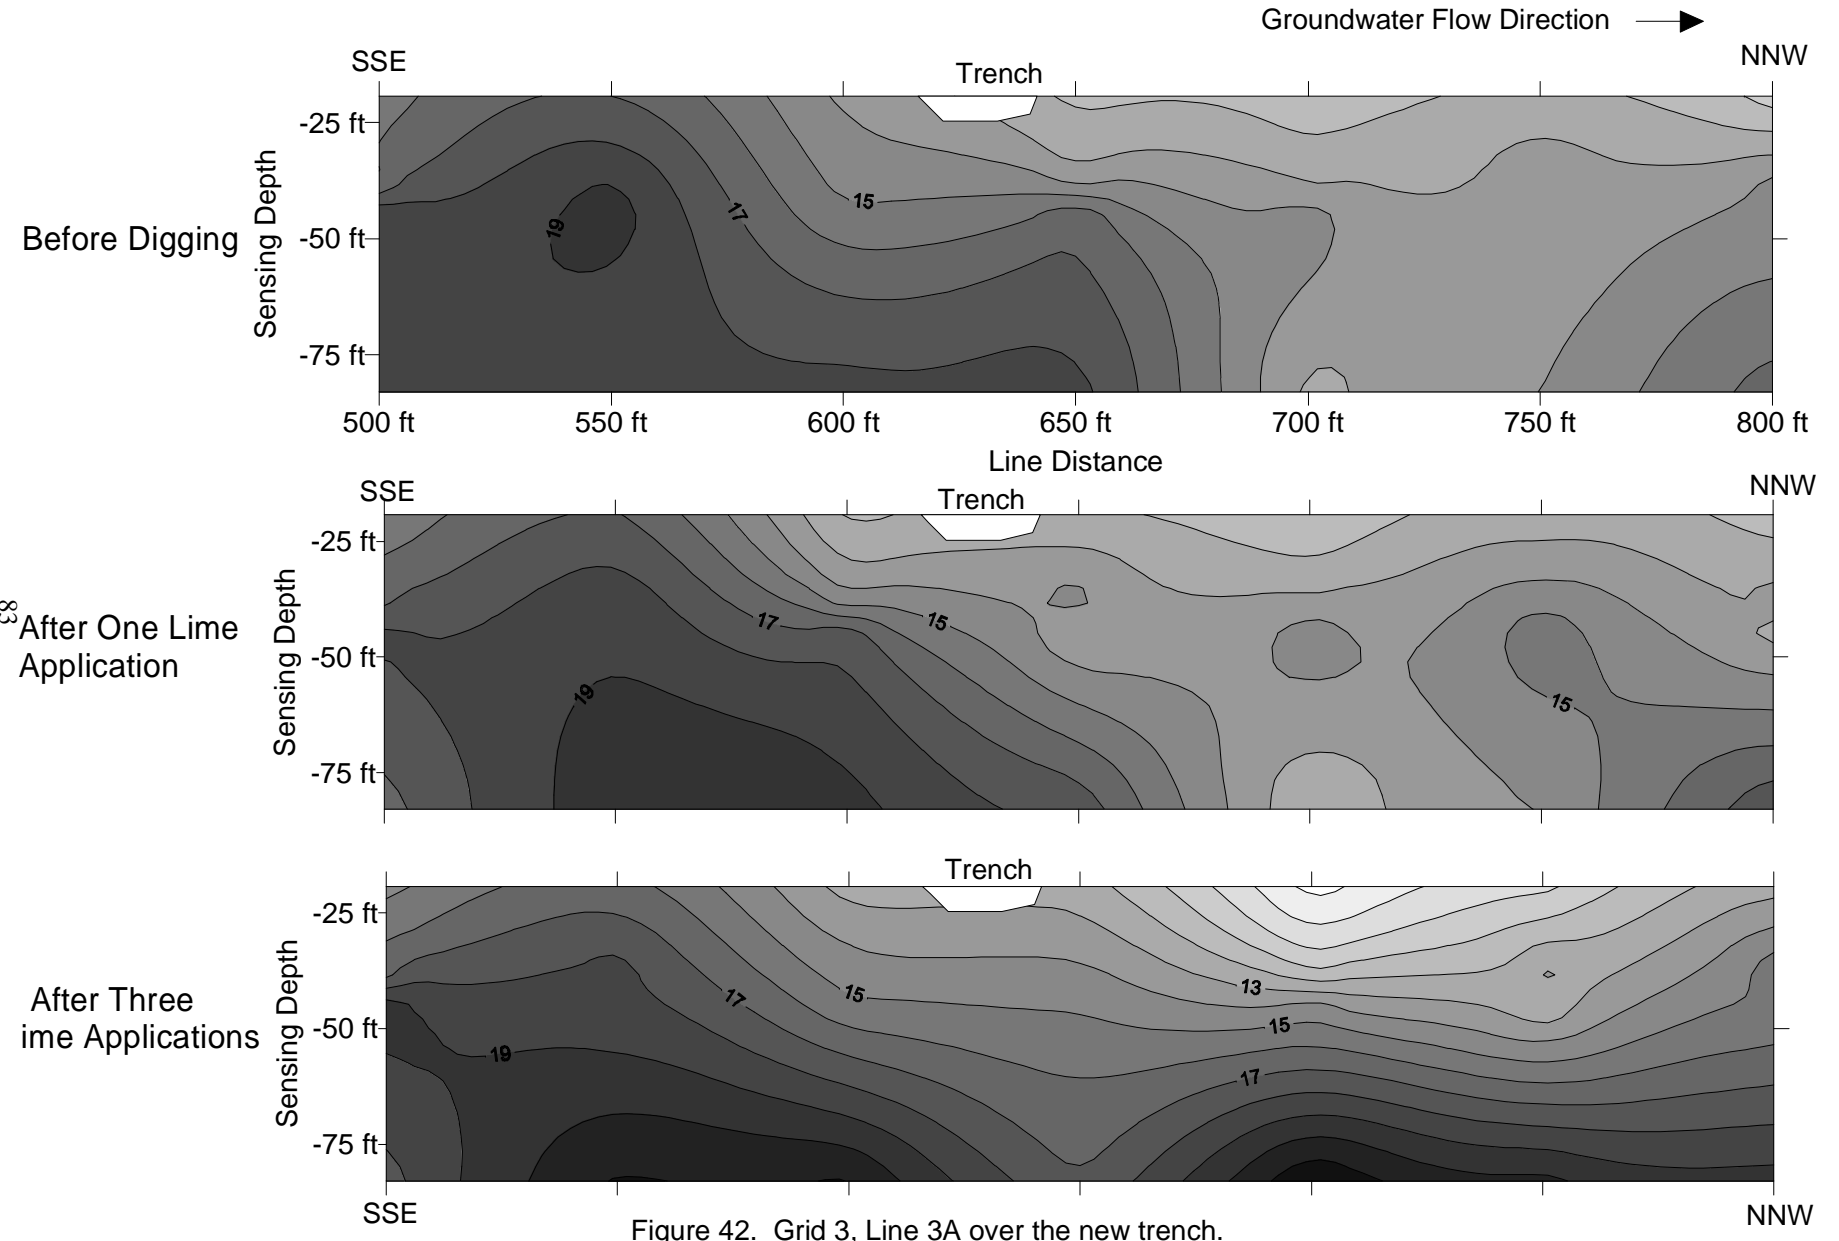 Groundwater Flow Direction
SSE
Trench
NNW
-25 ft
-50 ft
-75 ft
Sensing Depth
Before Digging
19
17
15
500 ft 550 ft 600 ft 650 ft 700 ft 750 ft 800 ft
Line Distance
SSE
Trench
NNW
-25 ft
-50 ft
-75 ft
Sensing Depth
83
After One Lime
Application
19
17
15
15
Trench
-25 ft
-50 ft
-75 ft
Sensing Depth
After Three
ime Applications
19
17
15
13
15
17
SSE
NNW
Figure 42. Grid 3, Line 3A over the new trench.